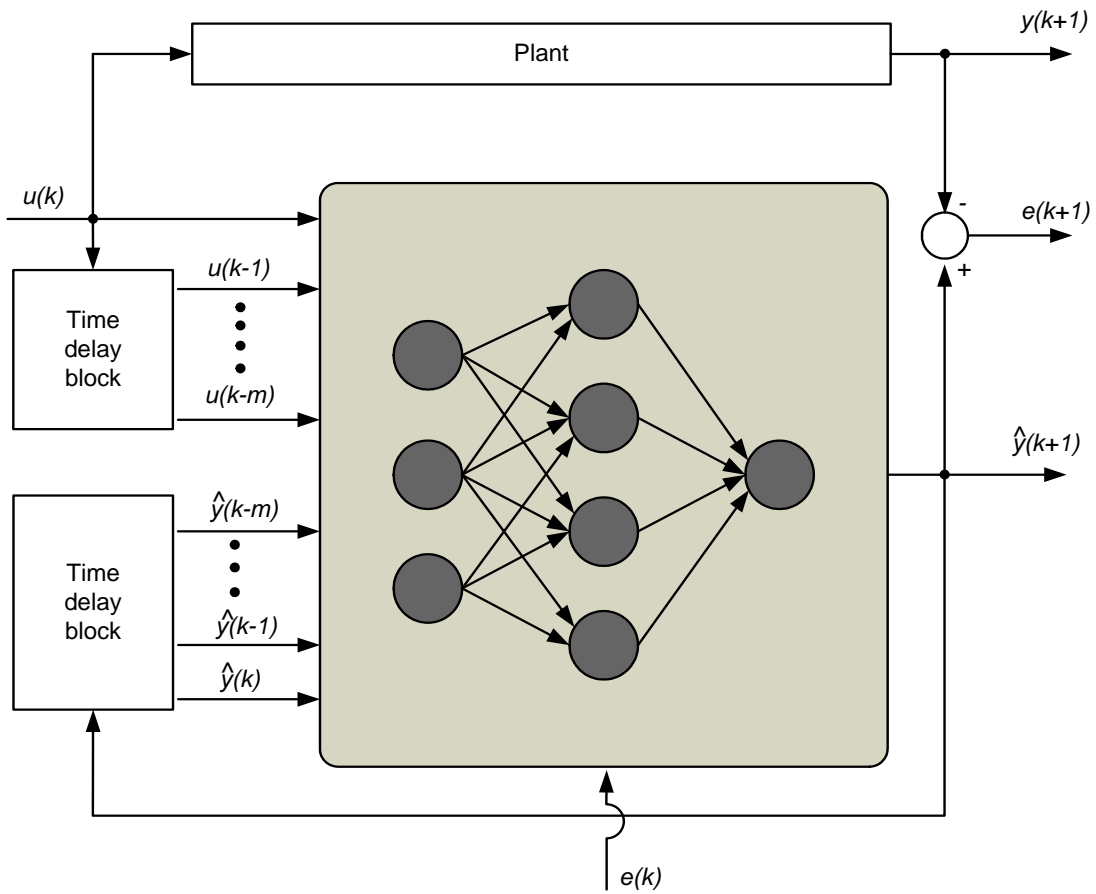 y(k+1)
Plant
u(k)
-
e(k+1)
+
u(k-1)
Time
delay
block
u(k-m)
ŷ(k+1)
ŷ(k-m)
Time
delay
block
ŷ(k-1)
ŷ(k)
e(k)